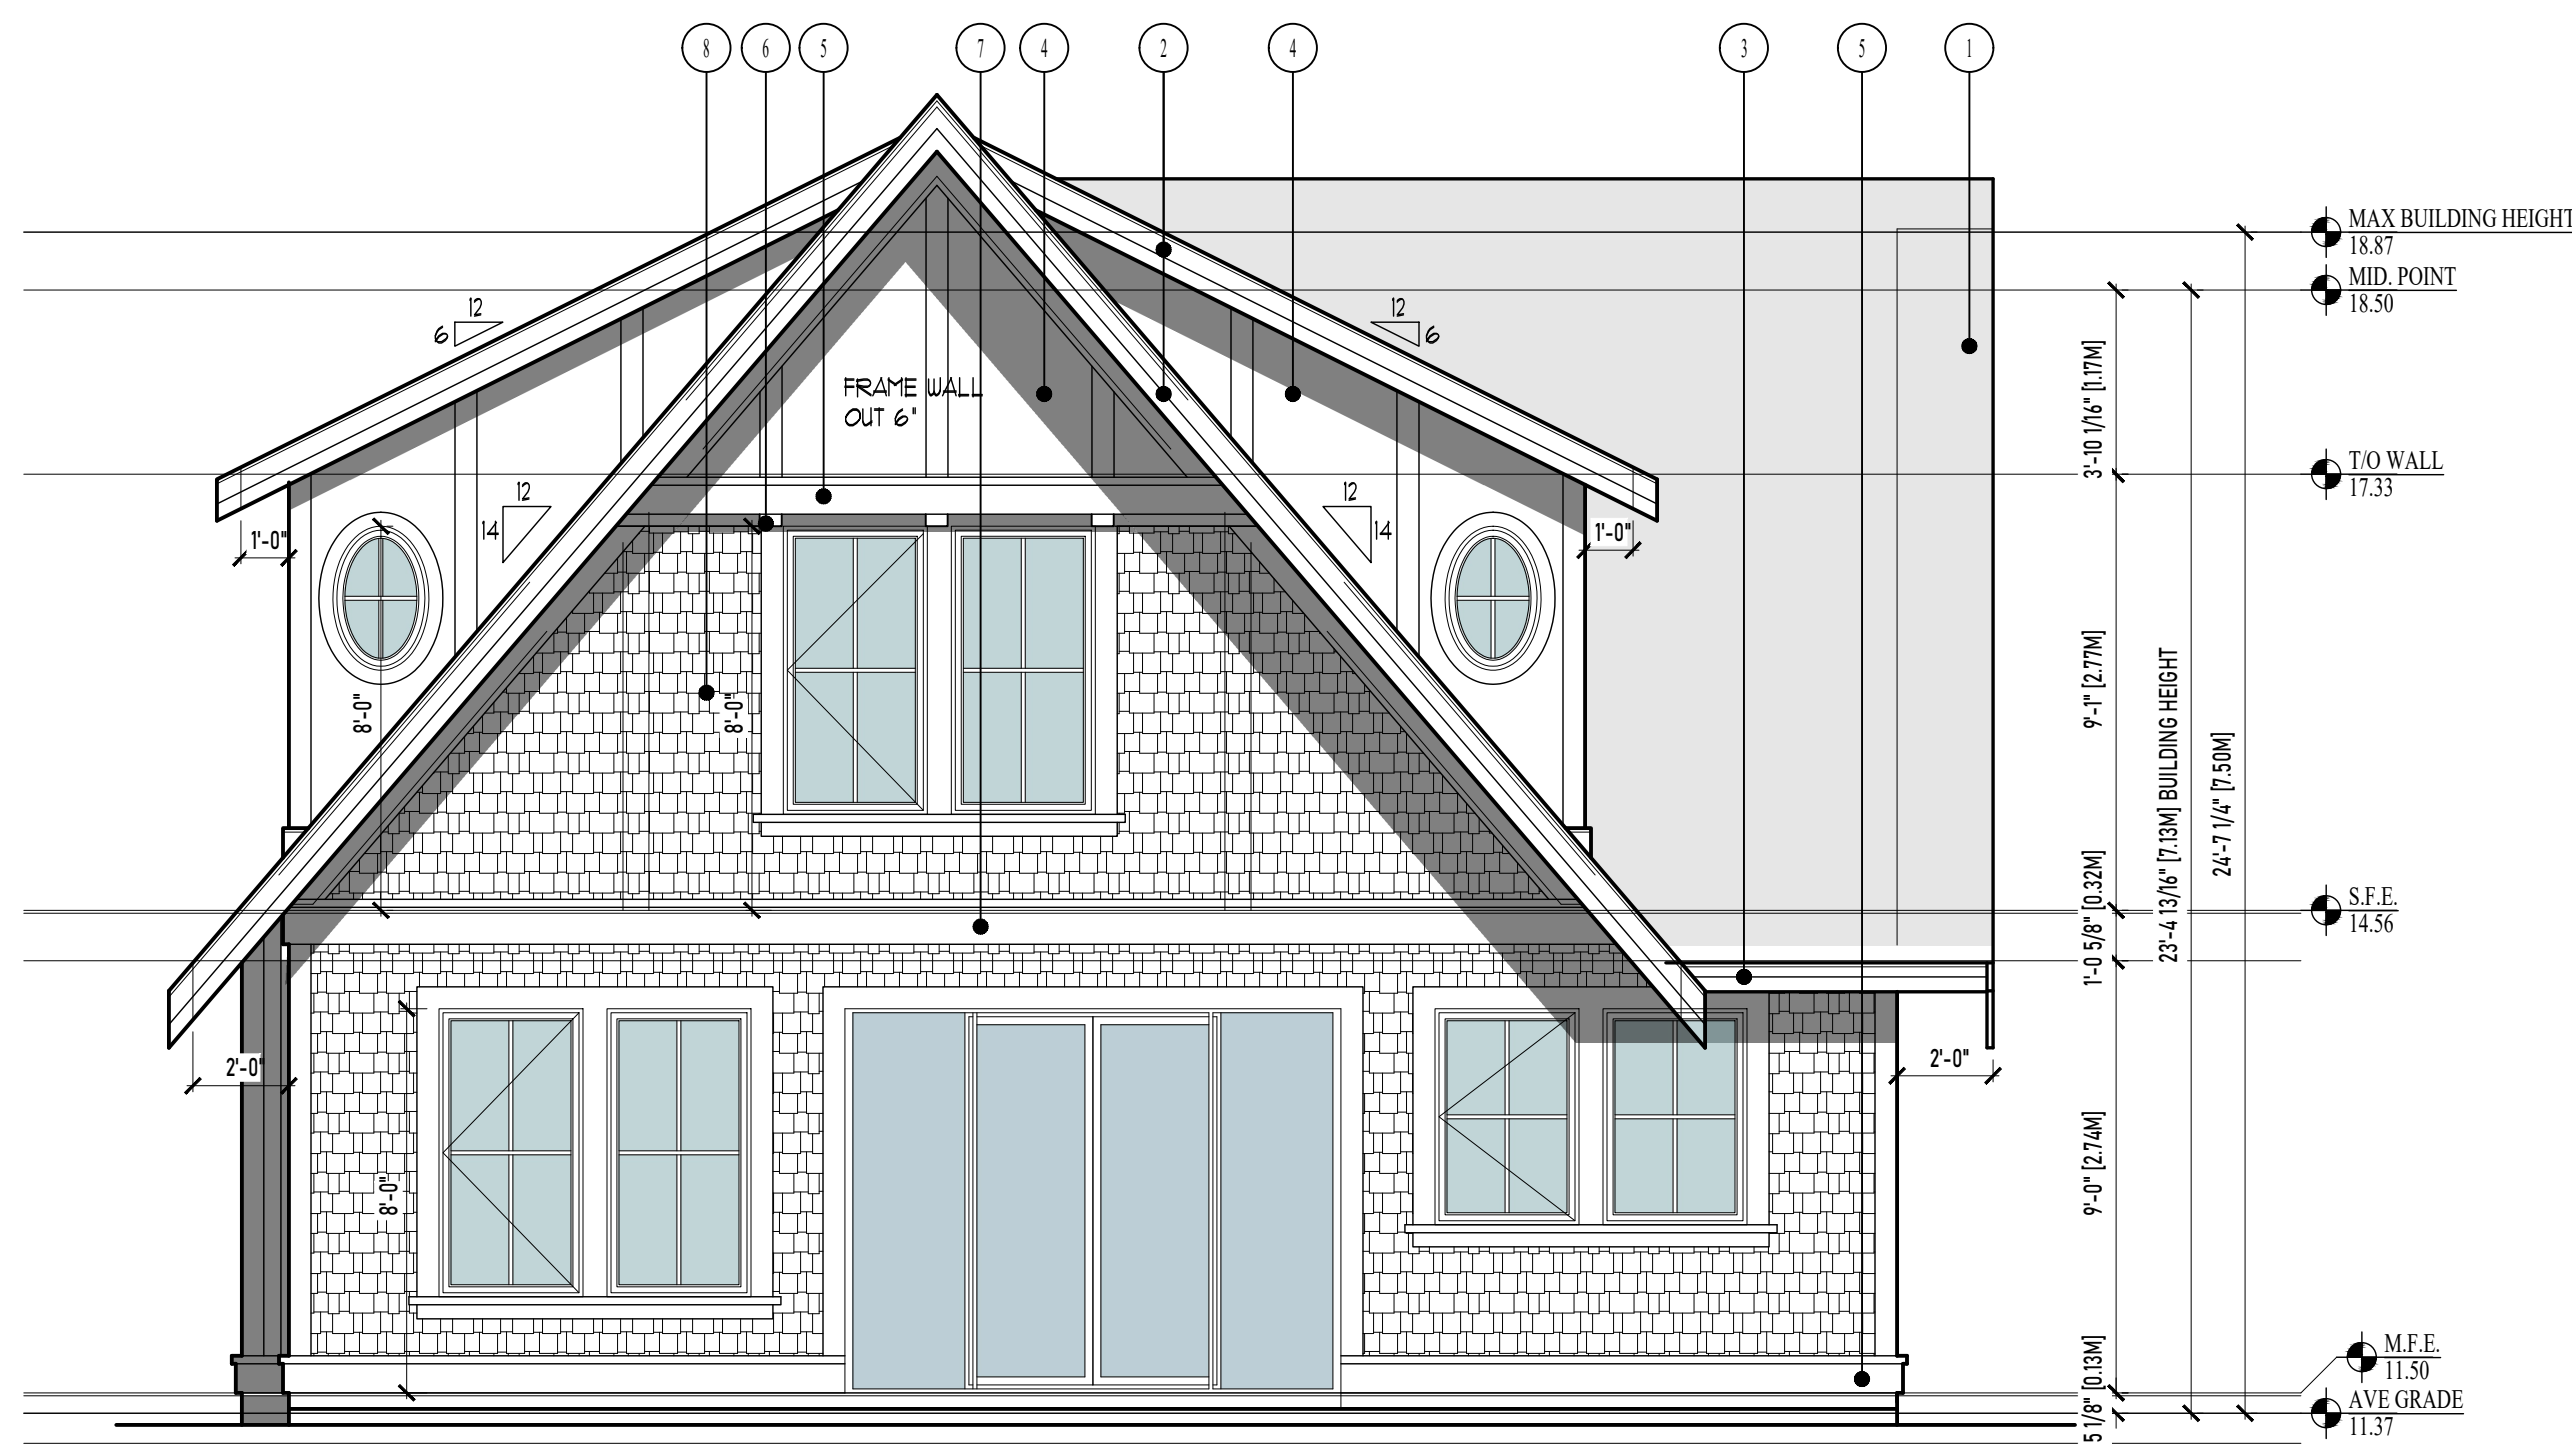 8 6 5 7 4 2 4 3 5 1
MAX BUILDING HEIGHT
18.87
MID. POINT
18.50
12
6
12
6
3'-10 1/16" [1.17M]
FRAME WALL
OUT 6"
T/O WALL
17.33
12
14
12
14
1'-0"
1'-0"
8'-0"
8'-0"
9'-1" [2.77M]
23'-4 13/16" [7.13M] BUILDING HEIGHT
24'-7 1/4" [7.50M]
1'-0 5/8" [0.32M]
S.F.E.
14.56
2'-0"
2'-0"
8'-0"
9'-0" [2.74M]
M.F.E.
11.50
5 1/8" [0.13M]
AVE GRADE
11.37